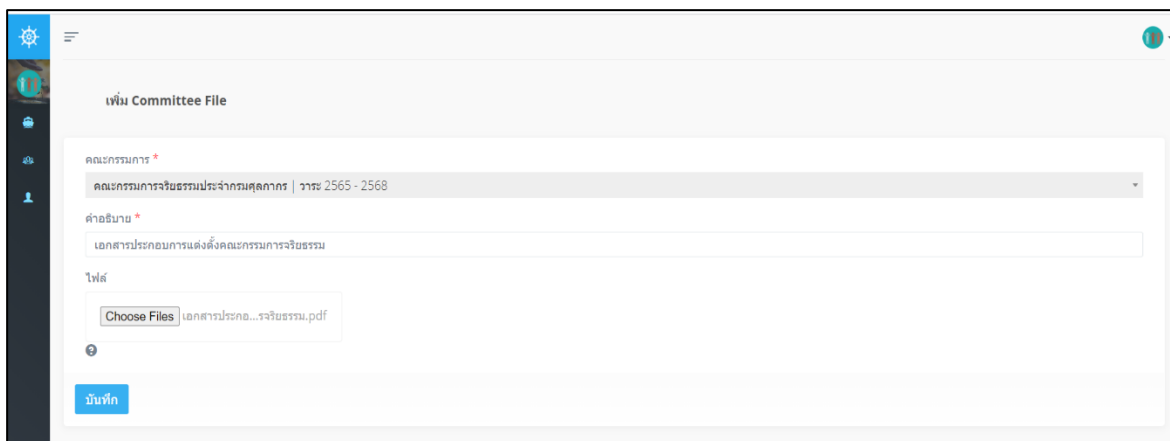 เพิ่ม Committee File
คณะกรรมการ *
คณะกรรมการจริยธรรมประจำกรมศุลกากร | วาระ 2565 - 2568
คำอธิบาย *
เอกสารประกอบการแต่งตั้งคณะกรรมการจริยธรรม
ไฟล์
Choose Files เอกสารประกอ...รจริยธรรม.pdf
บันทึก